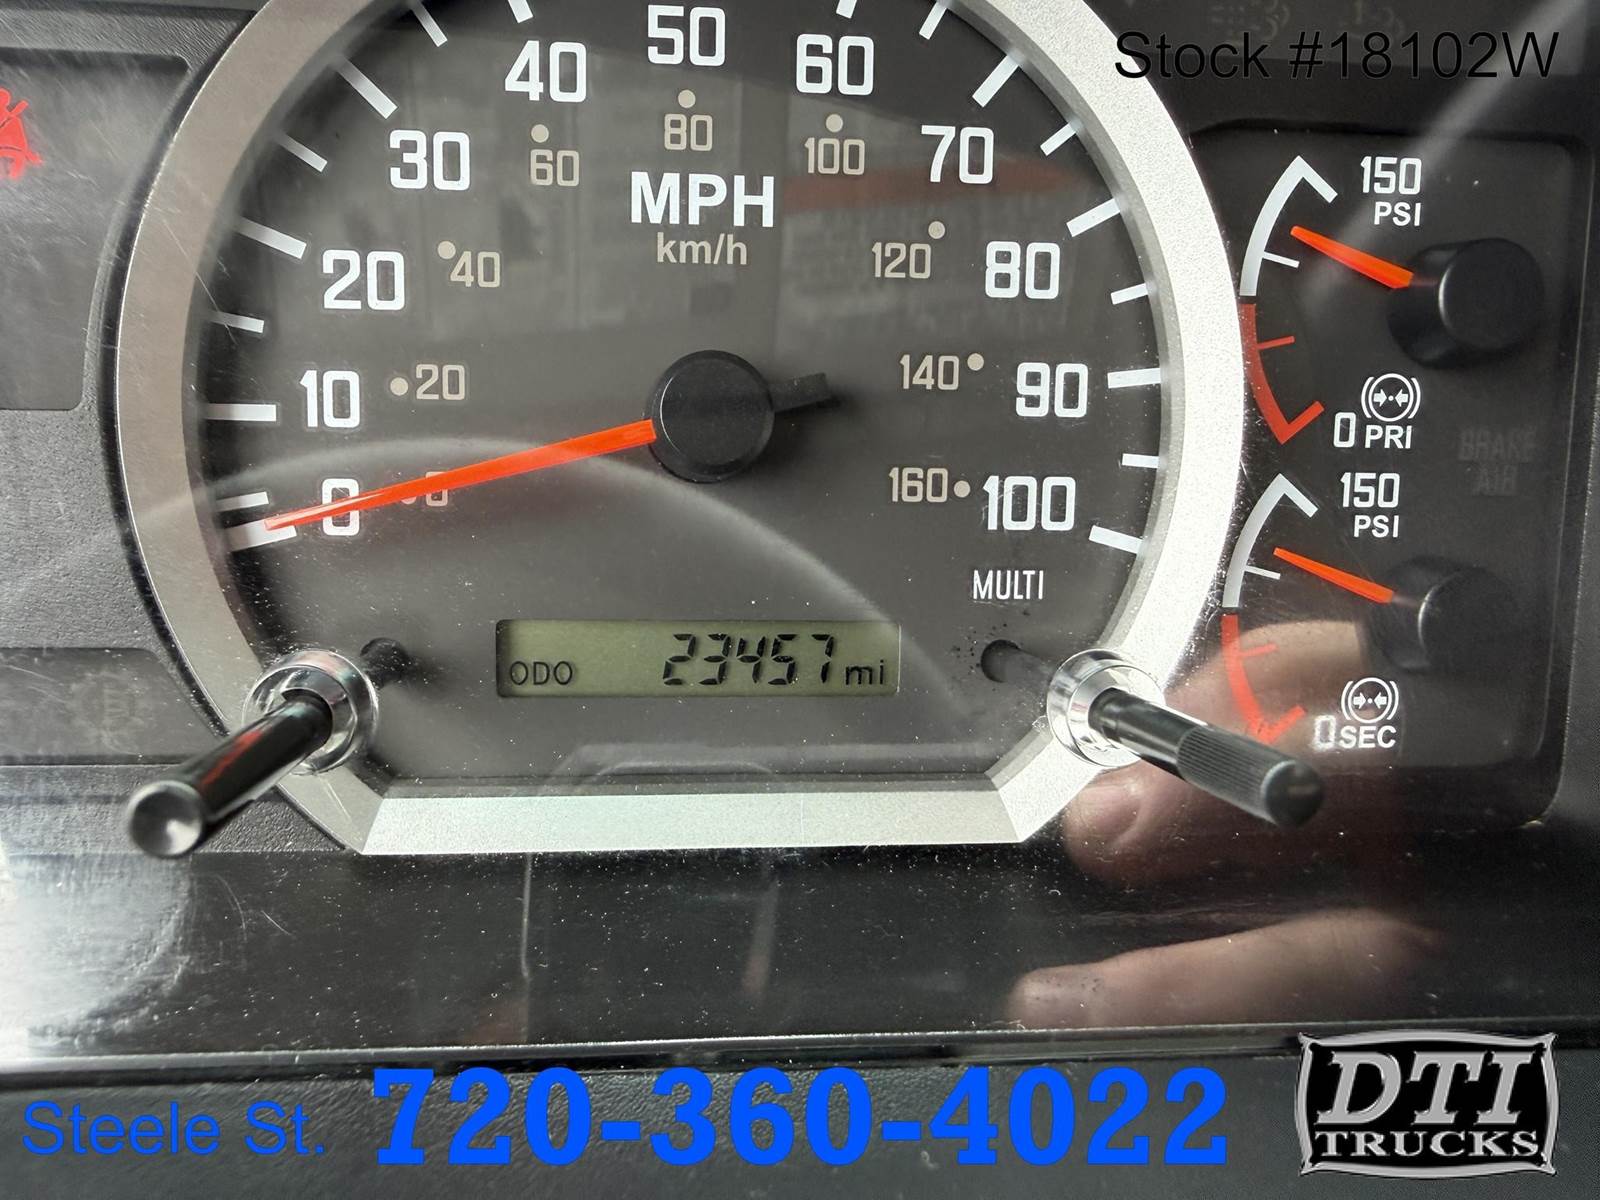 Stock #18102W
50
40
60
30
70
20
80
10
90
0
100
80
60
100
40
120
20
140
160
MPH
km/h
MULTI
ODO 23457 mi
150
PSI
0 PRI
BRAKE
AIR
150
PSI
0 SEC
Steele St. 720-360-4022
DTI
TRUCKS